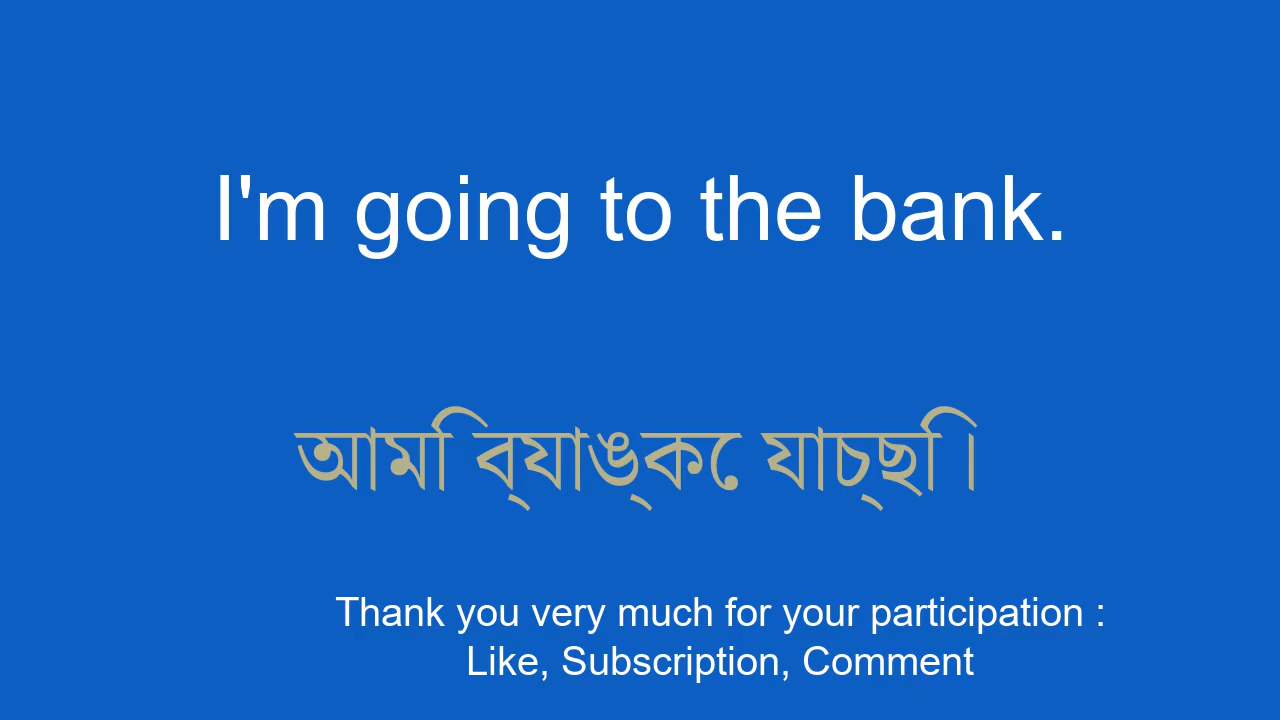 I'm going to the bank.
আমি ব্যাঙ্কে যাচ্ছি।
Thank you very much for your participation :
Like, Subscription, Comment